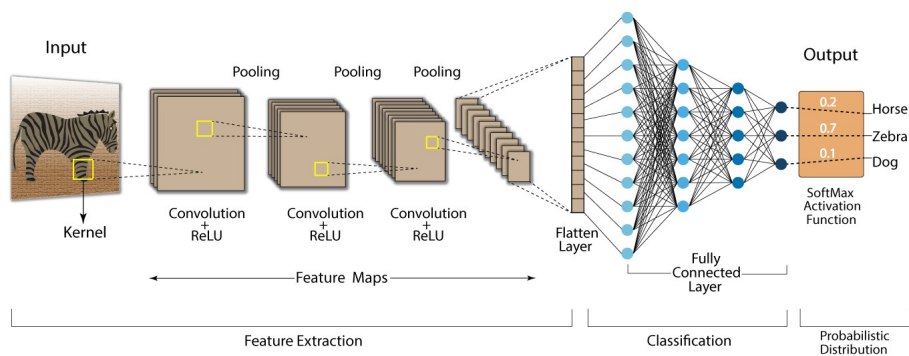 Input
Kernel
Pooling
Pooling
Pooling
Convolution
+
ReLU
Convolution
+
ReLU
Convolution
+
ReLU
Feature Maps
Flatten
Layer
Fully
Connected
Layer
Output
0.2
0.7
0.1
Horse
Zebra
Dog
SoftMax
Activation
Function
Feature Extraction
Classification
Probabilistic
Distribution